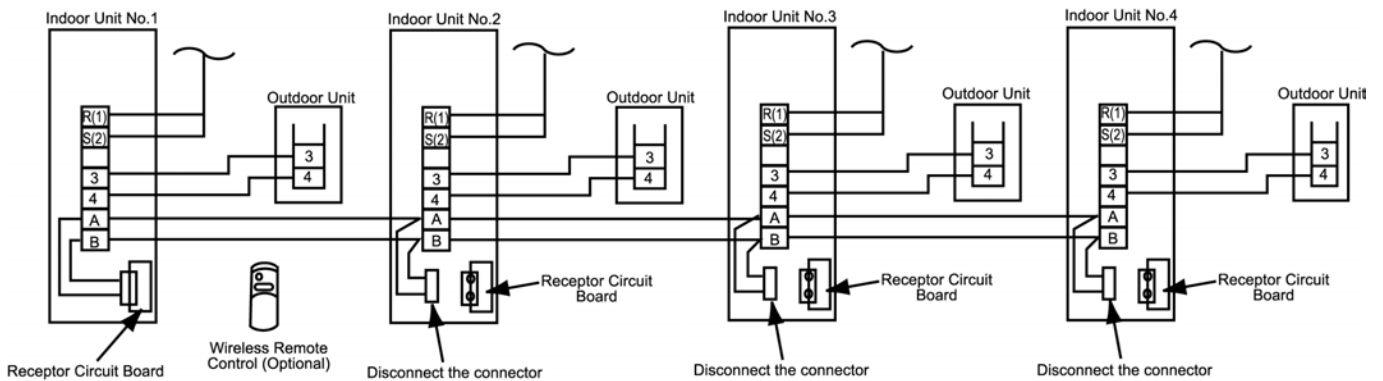 Indoor Unit No.1
R(1)
S(2)
3
4
A
B
Outdoor Unit
3
4
Receptor Circuit Board
Wireless Remote
Control (Optional)
Indoor Unit No.2
R(1)
S(2)
3
4
A
B
Outdoor Unit
3
4
Receptor Circuit
Board
Disconnect the connector
Indoor Unit No.3
R(1)
S(2)
3
4
A
B
Outdoor Unit
3
4
Receptor Circuit
Board
Disconnect the connector
Indoor Unit No.4
R(1)
S(2)
3
4
A
B
Outdoor Unit
3
4
Receptor Circuit
Board
Disconnect the connector